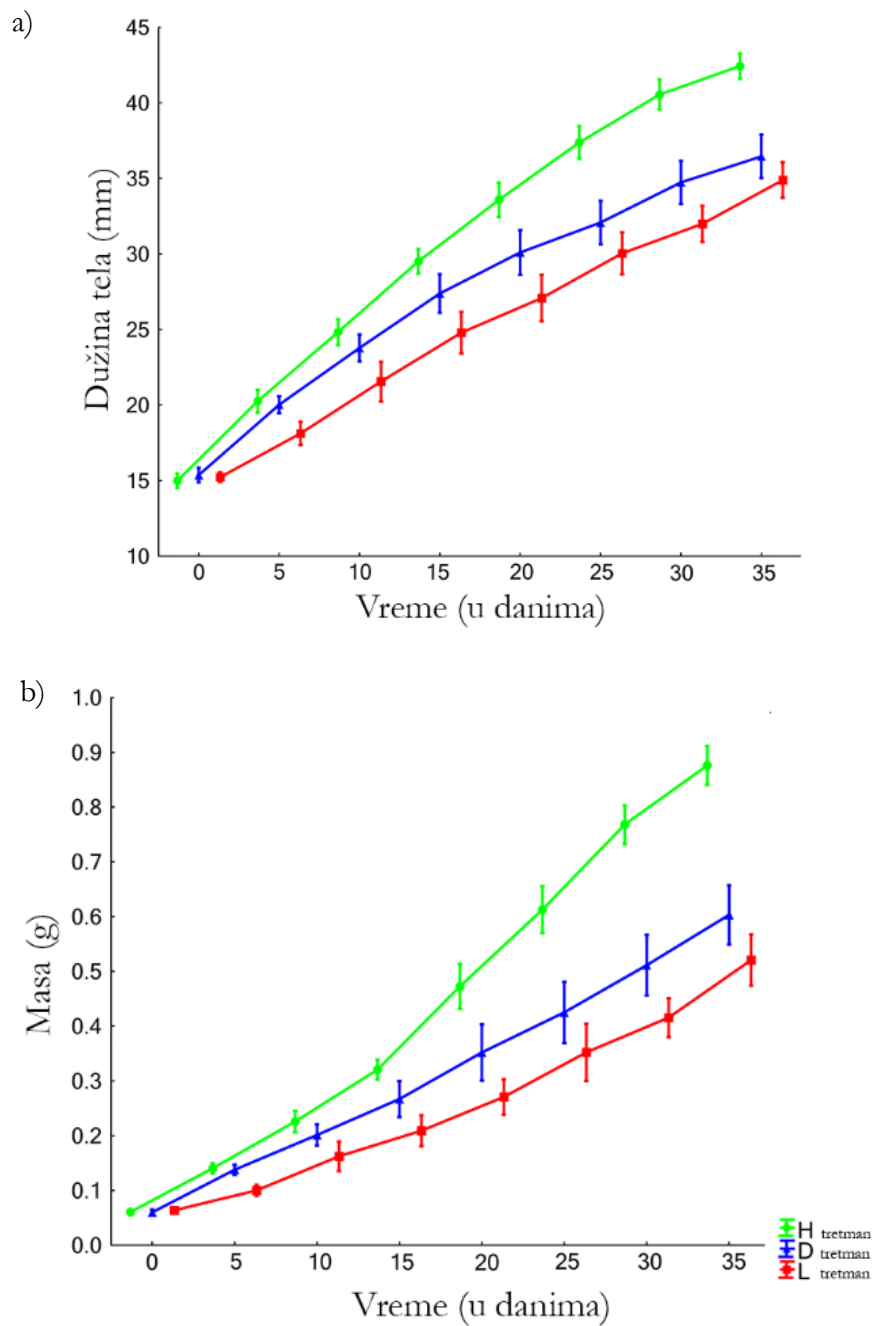 a)
45
40
35
30
25
20
15
10
Dužina tela (mm)
0 5 10 15 20 25 30 35
Vreme (u danima)
b)
1.0
0.9
0.8
0.7
0.6
0.5
0.4
0.3
0.2
0.1
0.0
Masa (g)
0 5 10 15 20 25 30 35
Vreme (u danima)
H tretman
D tretman
L tretman